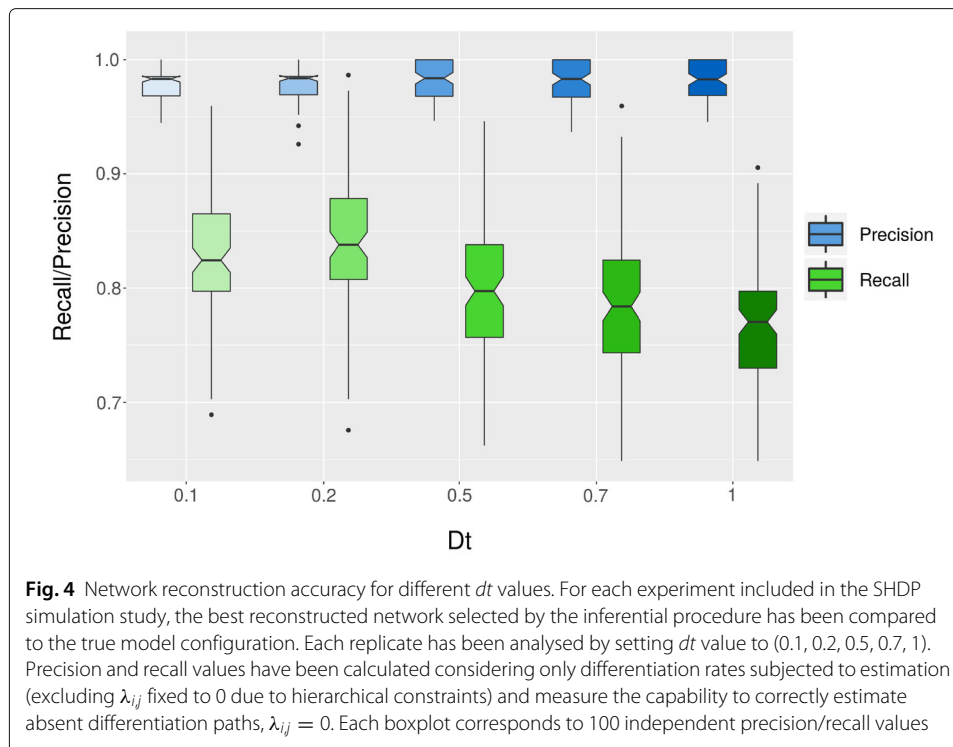 1.0
0.9
0.8
0.7
Recall/Precision
0.1 0.2 0.5 0.7 1
Dt
Precision
Recall
Fig. 4 Network reconstruction accuracy for different dt values. For each experiment included in the SHDP
simulation study, the best reconstructed network selected by the inferential procedure has been compared
to the true model configuration. Each replicate has been analysed by setting dt value to (0.1, 0.2, 0.5, 0.7, 1).
Precision and recall values have been calculated considering only differentiation rates subjected to estimation
(excluding λi,j fixed to 0 due to hierarchical constraints) and measure the capability to correctly estimate
absent differentiation paths, λi,j = 0. Each boxplot corresponds to 100 independent precision/recall values